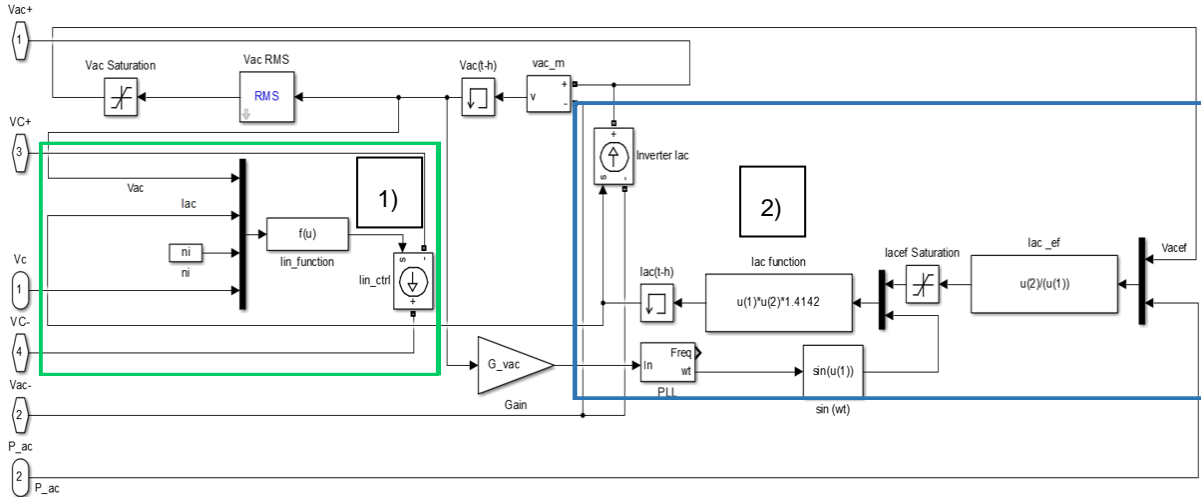 Vac+
1
Vac Saturation
Vac RMS
RMS
Vac(t-h)
vac_m
v
+
-
VC+
3
Vac
Iac
ni
ni
f(u)
Iin_function
1)
s
-
+
Iin_ctrl
Vc
1
VC-
4
Vac-
2
P_ac
2
P_ac
G_vac
Gain
+
s
-
Inverter Iac
2)
Iac(t-h)
Iac function
u(1)*u(2)*1.4142
Iacef Saturation
Iac _ef
u(2)/(u(1))
Vacef
In
Freq
wt
PLL
sin(u(1))
sin (wt)